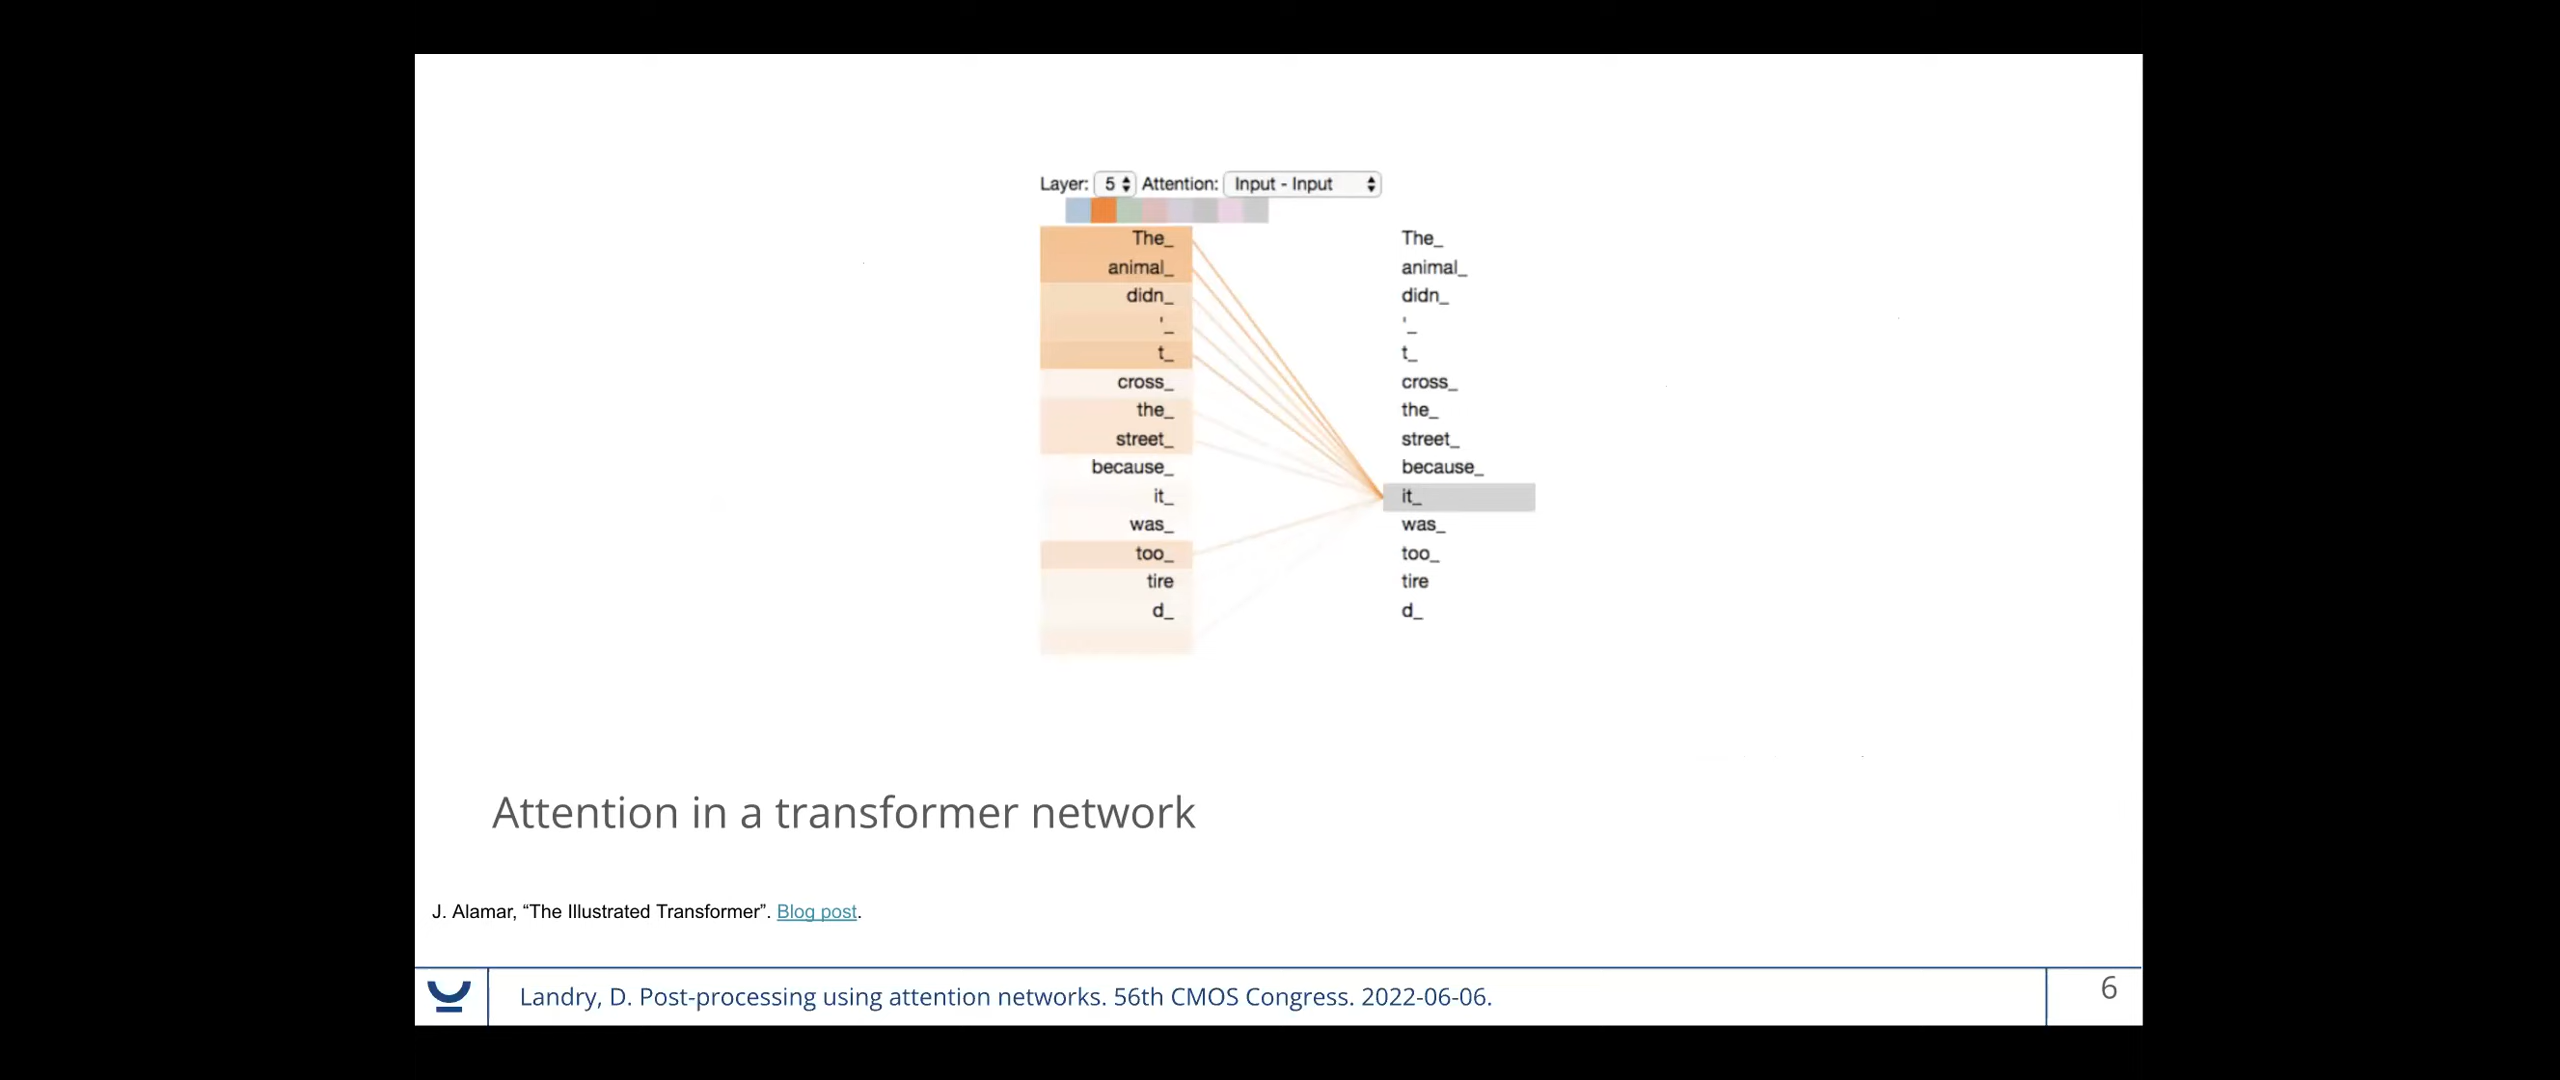 Layer: 5 Attention: Input - Input
The_ The_
animal_ animal_
didn_ didn_
'_ '_
t_ t_
cross_ cross_
the_ the_
street_ street_
because_ because_
it_ it_
was_ was_
too_ too_
tire tire
d_ d_
Attention in a transformer network
J. Alamar, “The Illustrated Transformer”. Blog post.
Landry, D. Post-processing using attention networks. 56th CMOS Congress. 2022-06-06.
6